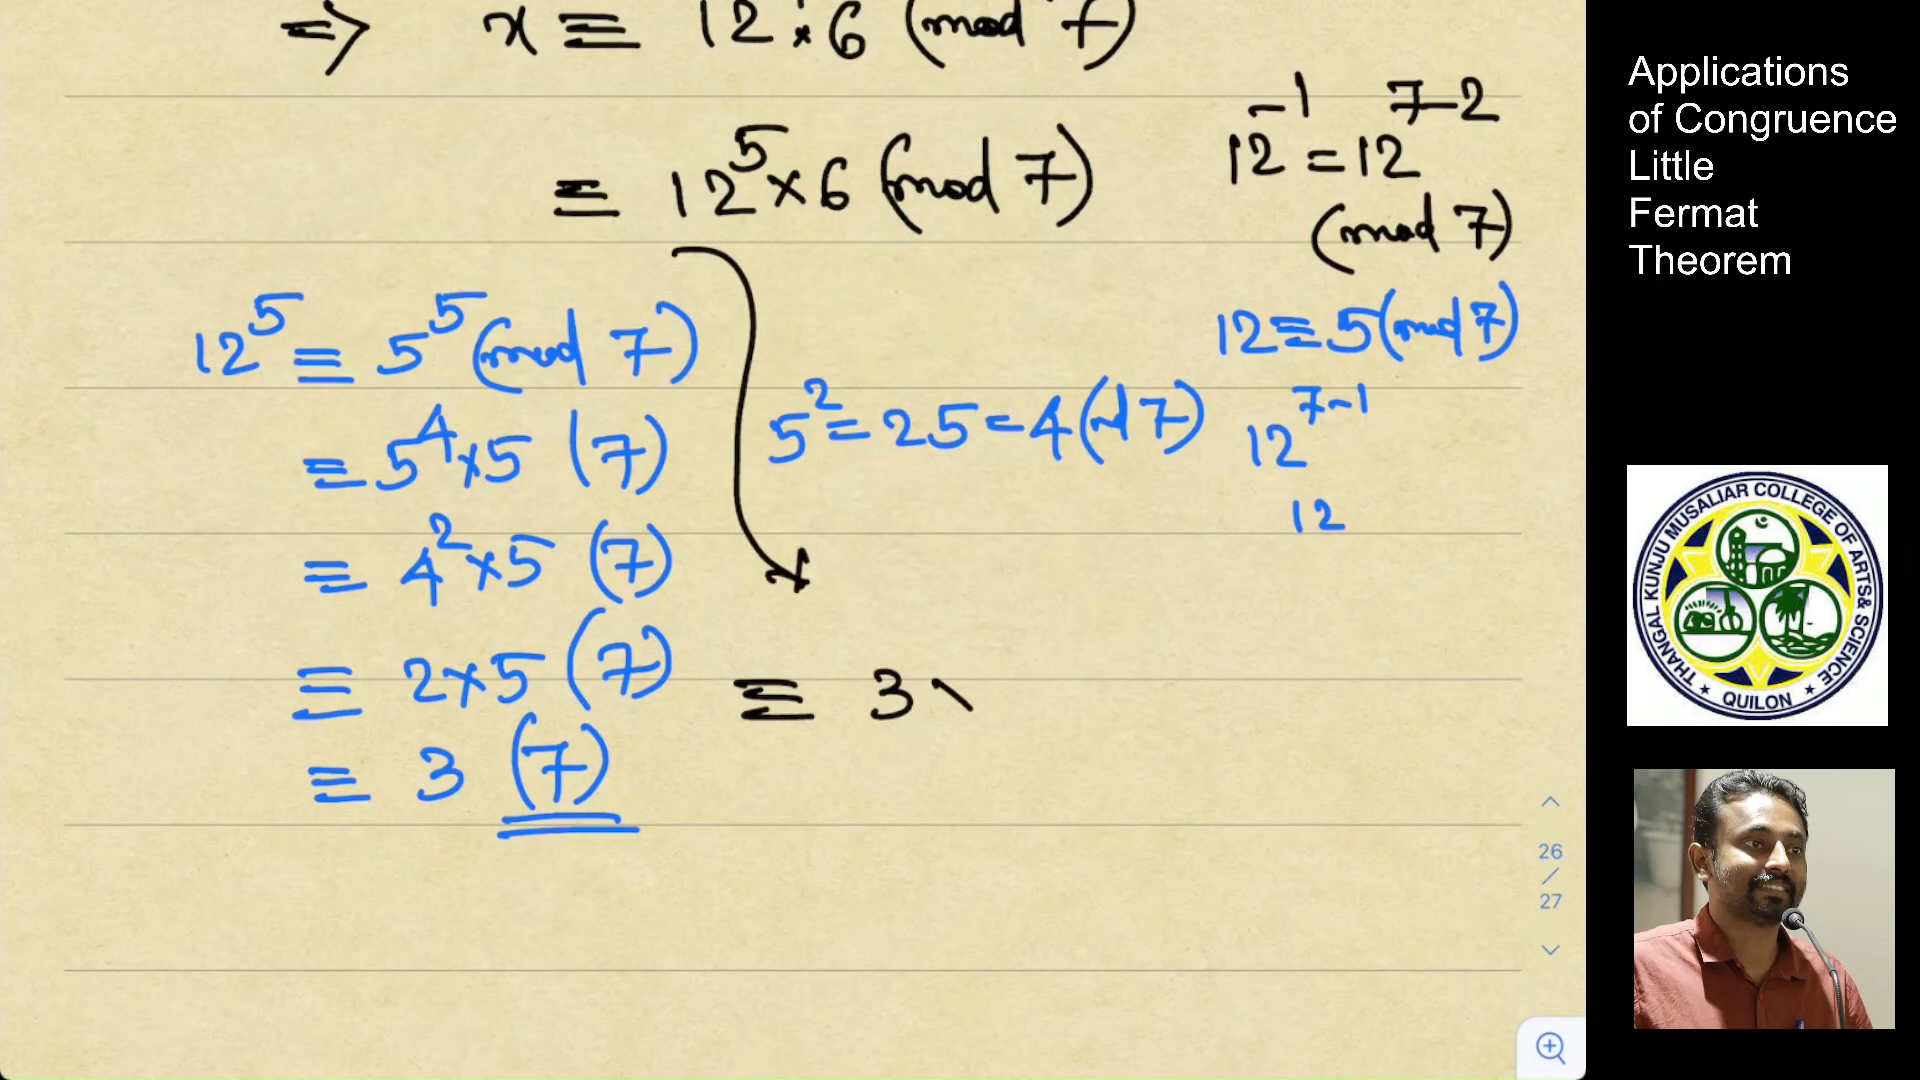 ⇒ x ≡ 12⁻¹ × 6 (mod 7)
≡ 12⁵ × 6 (mod 7)
12⁻¹ = 12⁷⁻²
(mod 7)
12⁵ ≡ 5⁵ (mod 7)
≡ 5⁴ × 5 (7)
≡ 4² × 5 (7)
≡ 2 × 5 (7)
≡ 3 (7)
5² = 25 = 4 (md 7)
12 ≡ 5 (mod 7)
12⁷⁻¹
12
≡ 3
26
/
27
Applications
of Congruence
Little
Fermat
Theorem
THANGAL KUNJU MUSALIAR COLLEGE OF ARTS & SCIENCE
★ QUILON ★